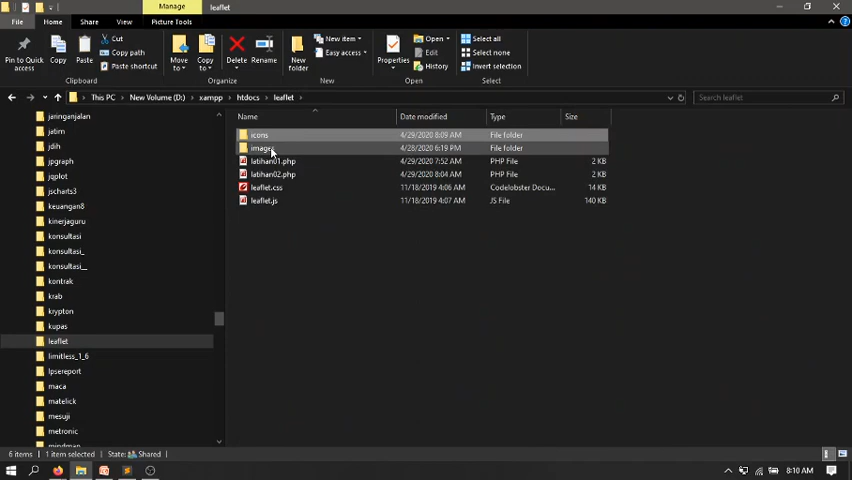 Manage leaflet
File Home Share View Picture Tools
Pin to Quick access
Copy
Paste
Cut
Copy path
Paste shortcut
Move to
Copy to
Delete
Rename
New folder
New item
Easy access
Properties
Open
Edit
History
Select all
Select none
Invert selection
Clipboard Organize New Open Select
This PC › New Volume (D:) › xampp › htdocs › leaflet › Search leaflet
Name Date modified Type Size
icons 4/29/2020 8:09 AM File folder
images 4/28/2020 6:19 PM File folder
latihan01.php 4/29/2020 7:52 AM PHP File 2 KB
latihan02.php 4/29/2020 8:04 AM PHP File 2 KB
leaflet.css 11/18/2019 4:06 AM Codelobster Docu... 14 KB
leaflet.js 11/18/2019 4:07 AM JS File 140 KB
jaringanjalan
jatim
jdih
jpgraph
jqplot
jscharts3
keuangan8
kinerjaguru
konsultasi
konsultasi_
konsultasi__
kontrak
krab
krypton
kupas
leaflet
limitless_1_6
lpsereport
maca
matelick
mesuji
metronic
mindman
6 items 1 item selected State: Shared
8:10 AM